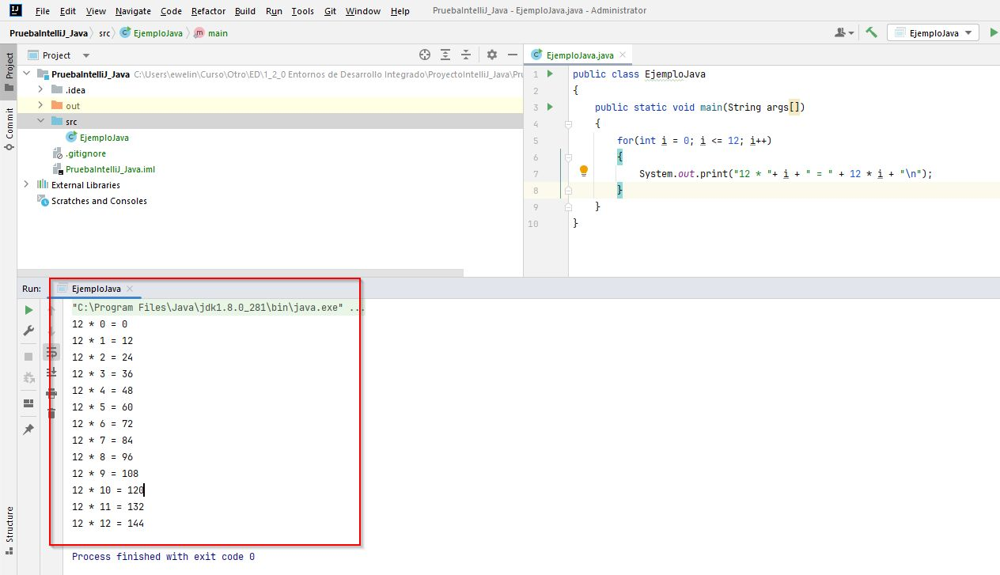 IJ File Edit View Navigate Code Refactor Build Run Tools Git Window Help PruebaIntelliJ_Java - EjemploJava.java - Administrator
PruebaIntelliJ_Java src EjemploJava main EjemploJava
Project
Commit
Structure
Project
PruebaIntelliJ_Java C:\Users\ewelin\Curso\Otro\ED\1_2_0 Entornos de Desarrollo Integrado\ProyectoIntelliJ_Java\Pru
.idea
out
src
EjemploJava
.gitignore
PruebaIntelliJ_Java.iml
External Libraries
Scratches and Consoles
EjemploJava.java
1 public class EjemploJava
2 {
3 public static void main(String args[])
4 {
5 for(int i = 0; i <= 12; i++)
6 {
7 System.out.print("12 * "+ i + " = " + 12 * i + "\n");
8 }
9 }
10 }
Run: EjemploJava
"C:\Program Files\Java\jdk1.8.0_281\bin\java.exe" ...
12 * 0 = 0
12 * 1 = 12
12 * 2 = 24
12 * 3 = 36
12 * 4 = 48
12 * 5 = 60
12 * 6 = 72
12 * 7 = 84
12 * 8 = 96
12 * 9 = 108
12 * 10 = 120
12 * 11 = 132
12 * 12 = 144
Process finished with exit code 0